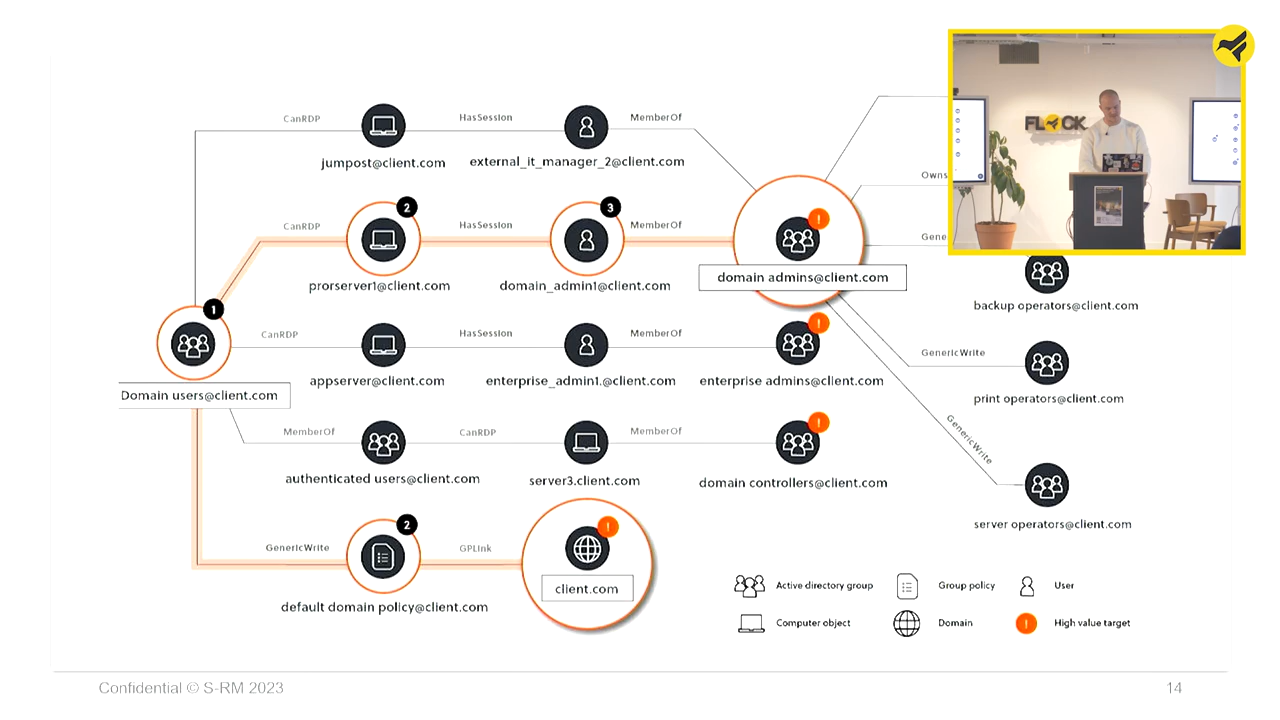 CanRDP
HasSession
MemberOf
jumpost@client.com
external_it_manager_2@client.com
FLOCK
Owns
CanRDP
2
HasSession
3
MemberOf
!
prorserver1@client.com
domain_admin1@client.com
domain admins@client.com
backup operators@client.com
1
CanRDP
HasSession
MemberOf
!
GenericWrite
appserver@client.com
enterprise_admin1.@client.com
enterprise admins@client.com
print operators@client.com
Domain users@client.com
MemberOf
CanRDP
MemberOf
!
GenericWrite
authenticated users@client.com
server3.client.com
domain controllers@client.com
server operators@client.com
GenericWrite
2
GPLink
!
client.com
default domain policy@client.com
Active directory group
Group policy
User
Computer object
Domain
!
High value target
Confidential © S-RM 2023
14